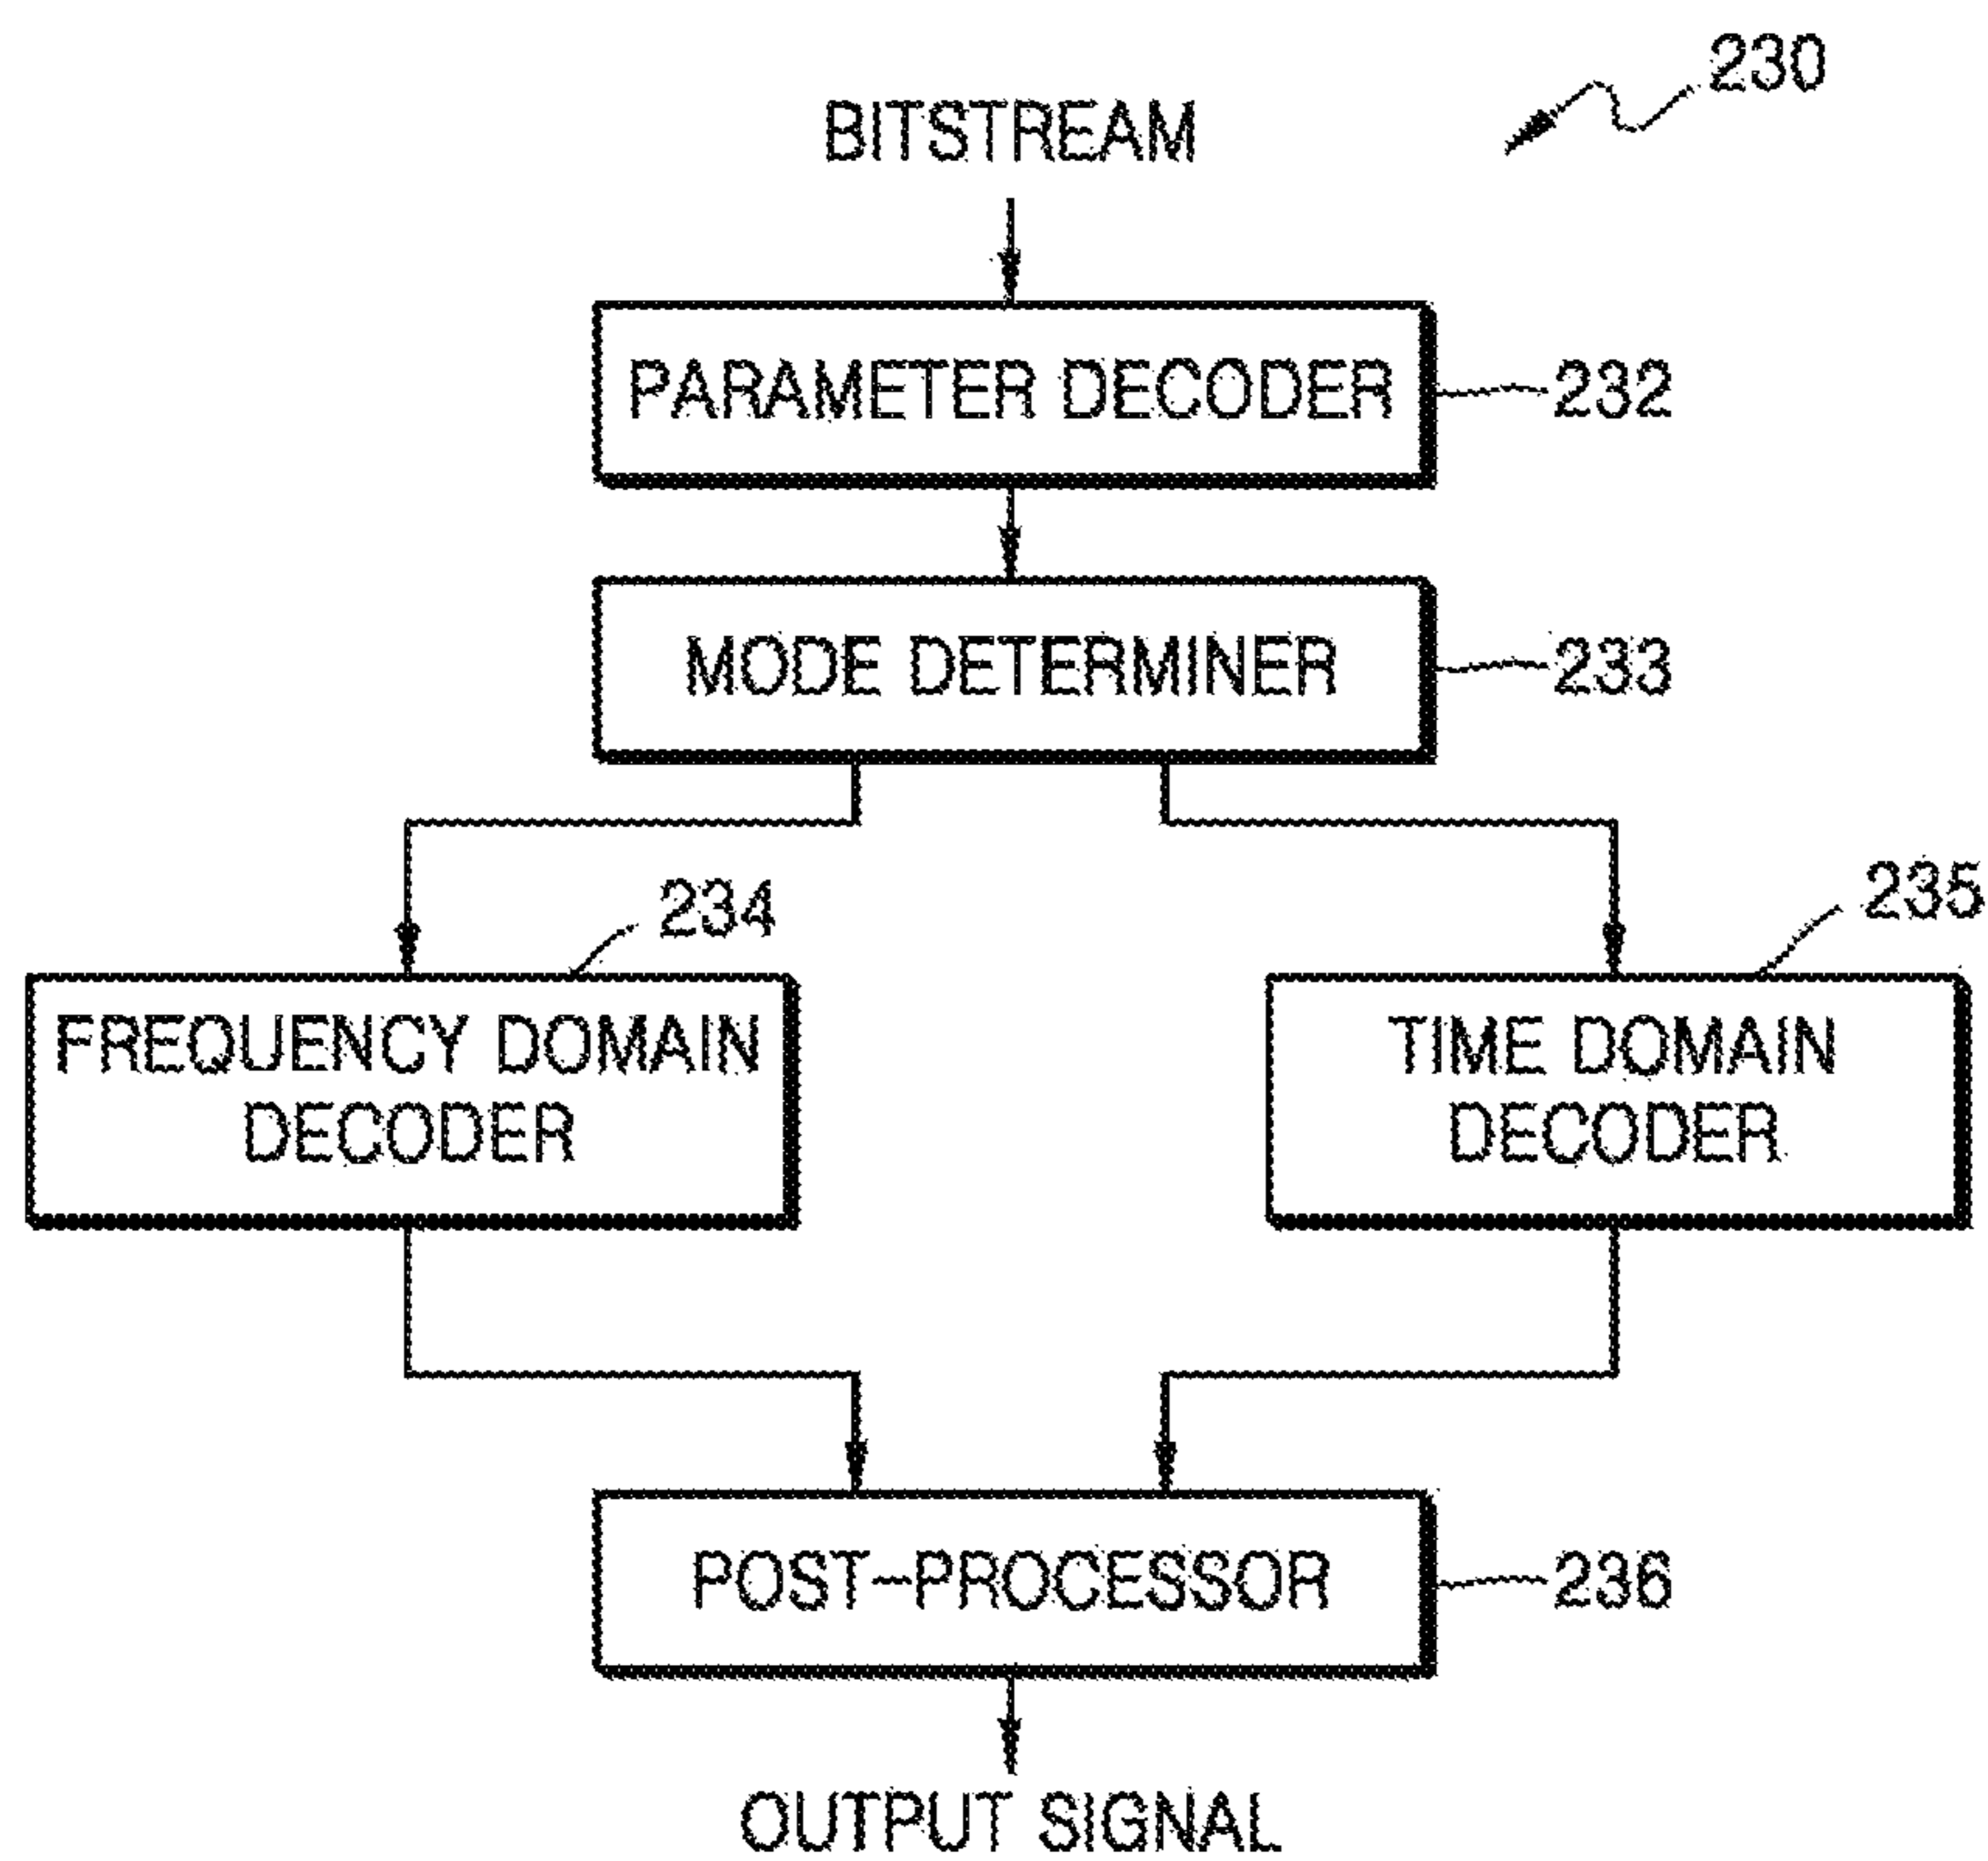 230
BITSTREAM
PARAMETER DECODER
232
MODE DETERMINER
233
234
235
FREQUENCY DOMAIN
DECODER
TIME DOMAIN
DECODER
POST-PROCESSOR
236
OUTPUT SIGNAL